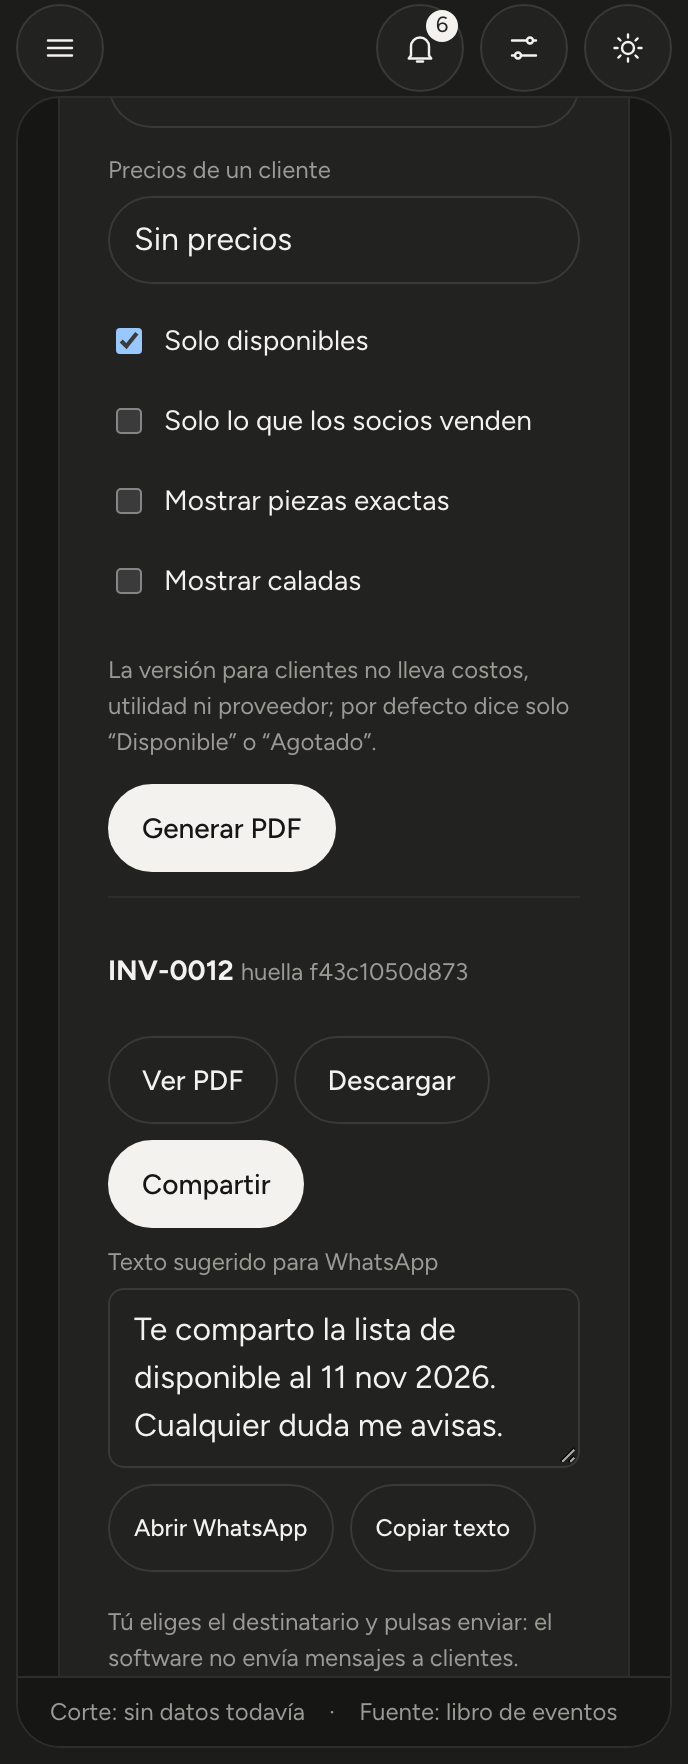 6
Precios de un cliente
Sin precios
Solo disponibles
Solo lo que los socios venden
Mostrar piezas exactas
Mostrar caladas
La versión para clientes no lleva costos,
utilidad ni proveedor; por defecto dice solo
“Disponible” o “Agotado”.
Generar PDF
INV-0012 huella f43c1050d873
Ver PDF
Descargar
Compartir
Texto sugerido para WhatsApp
Te comparto la lista de
disponible al 11 nov 2026.
Cualquier duda me avisas.
Abrir WhatsApp
Copiar texto
Tú eliges el destinatario y pulsas enviar: el
software no envía mensajes a clientes.
Corte: sin datos todavía · Fuente: libro de eventos